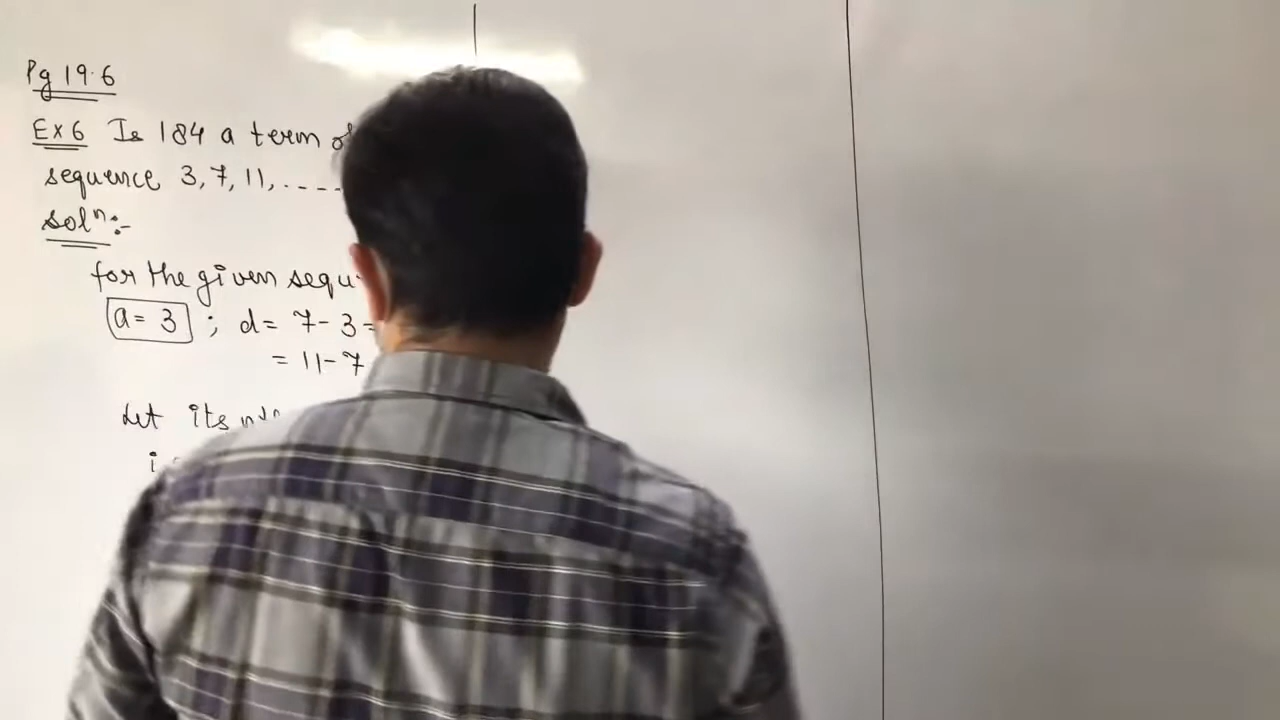 Pg 19.6
Ex 6 Is 184 a term of
sequence 3, 7, 11, .....
solⁿ:-
for the given sequ
a = 3 ; d = 7 - 3 =
= 11 - 7
Let its nth